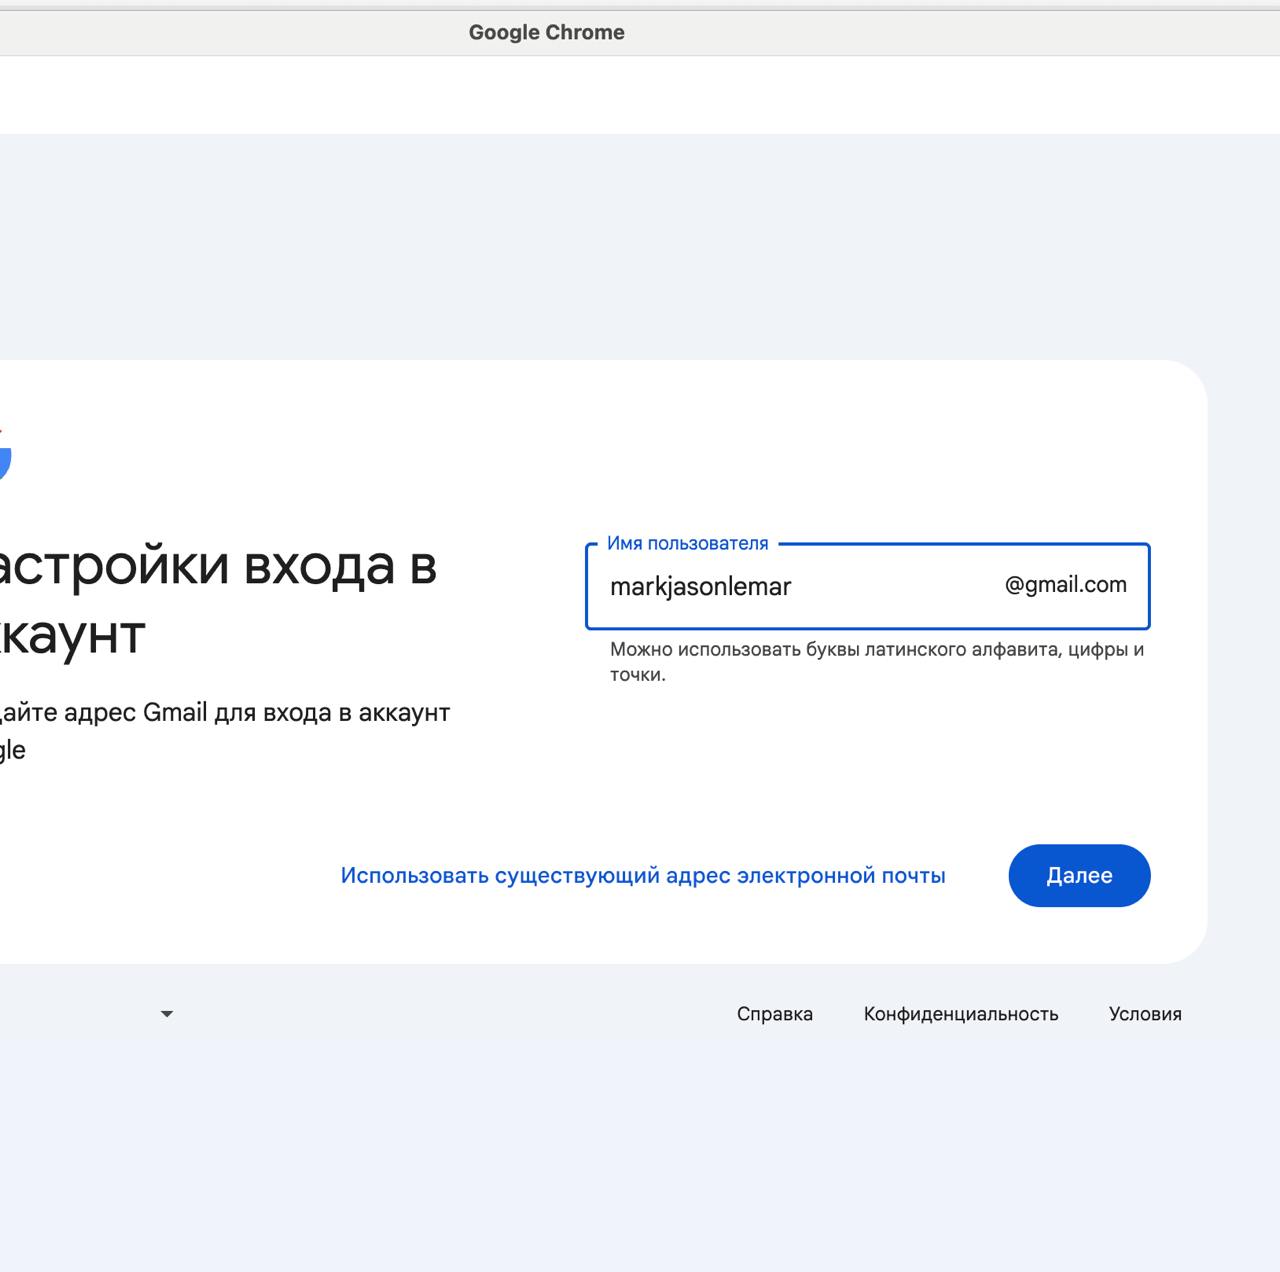 Google Chrome
астройки входа в
ккаунт
Имя пользователя
markjasonlemar
@gmail.com
Можно использовать буквы латинского алфавита, цифры и
точки.
дайте адрес Gmail для входа в аккаунт
gle
Использовать существующий адрес электронной почты
Далее
Справка
Конфиденциальность
Условия